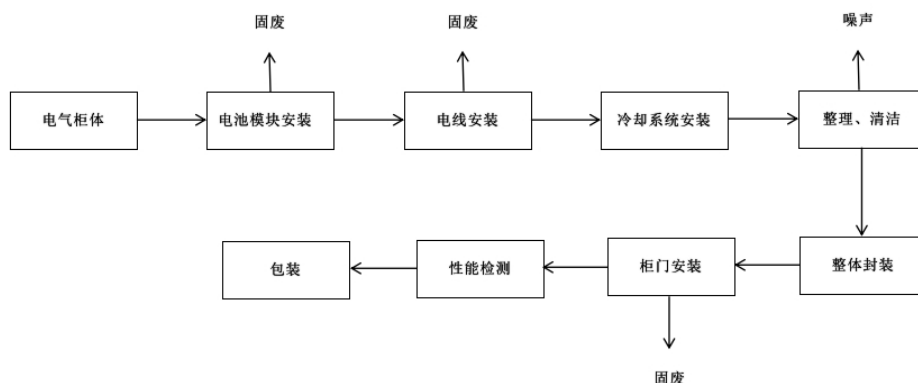 固废
固废
噪声
电气柜体
电池模块安装
电线安装
冷却系统安装
整理、清洁
包装
性能检测
柜门安装
整体封装
固废